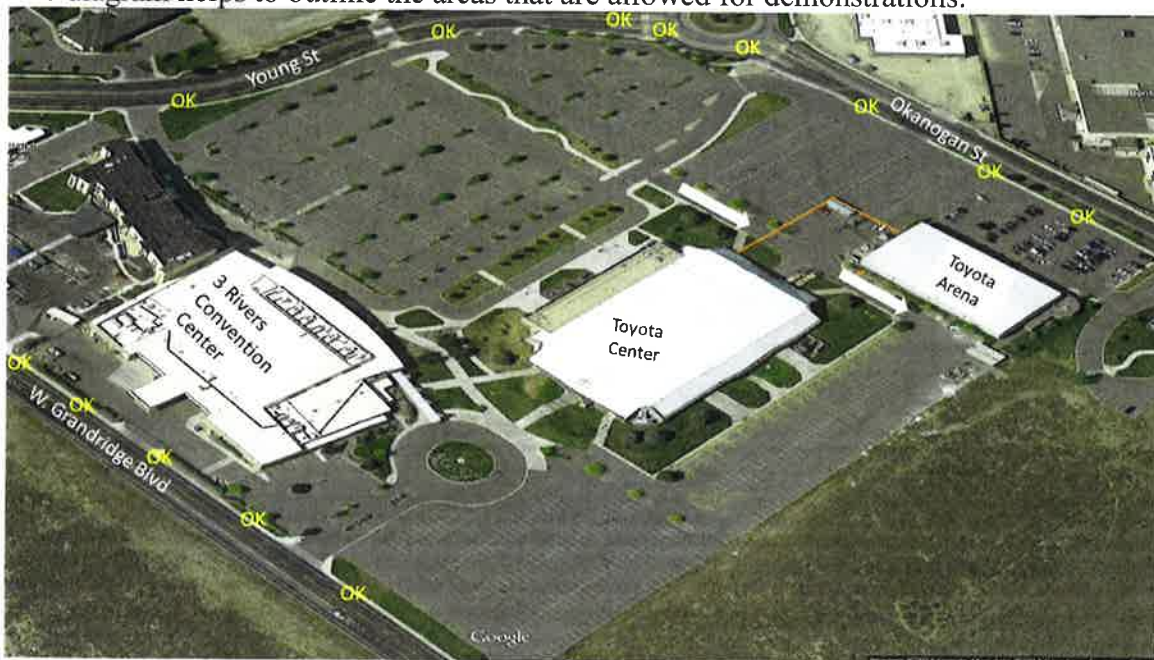 diagram helps to outline the areas that are allowed for demonstrations.
OK
OK
OK
OK
Young St
OK
OK
OK
Okanogan St
OK
OK
3 Rivers
Convention
Center
Toyota
Center
Toyota
Arena
OK
OK
W. Grandridge Blvd
OK
OK
OK
Google